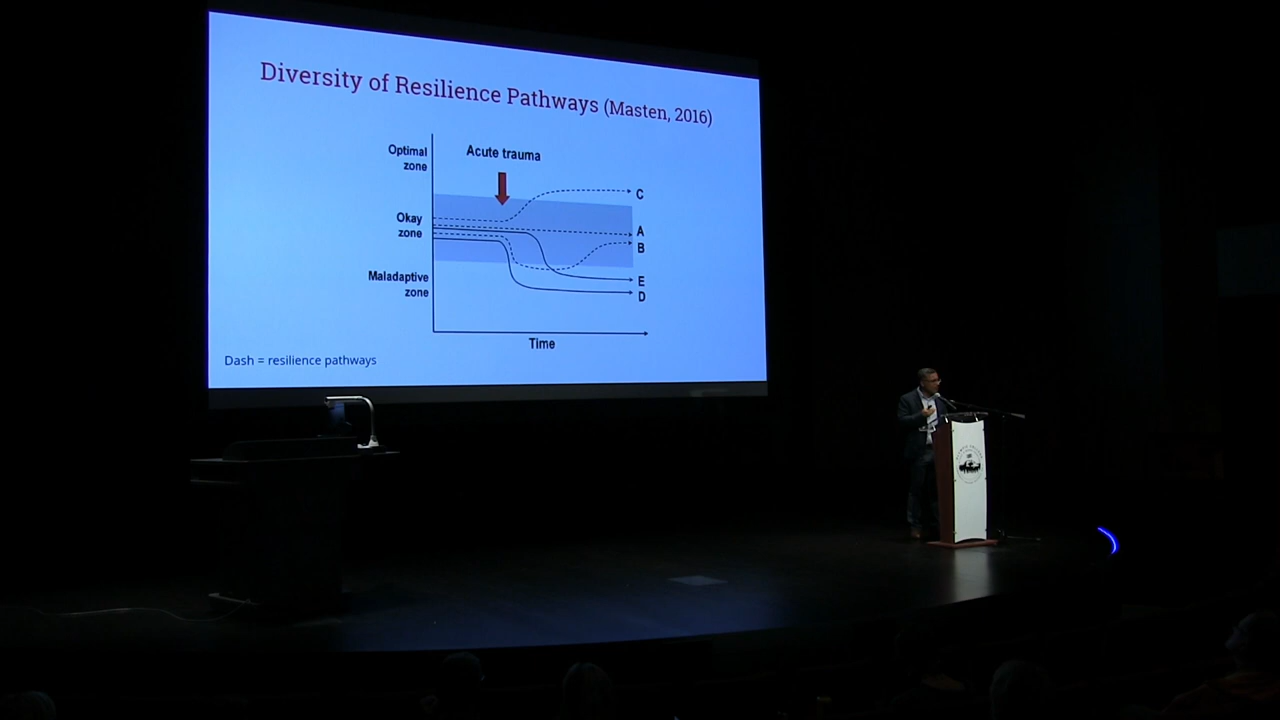 Diversity of Resilience Pathways (Masten, 2016)
Optimal
zone
Acute trauma
C
Okay
zone
A
B
Maladaptive
zone
E
D
Time
Dash = resilience pathways